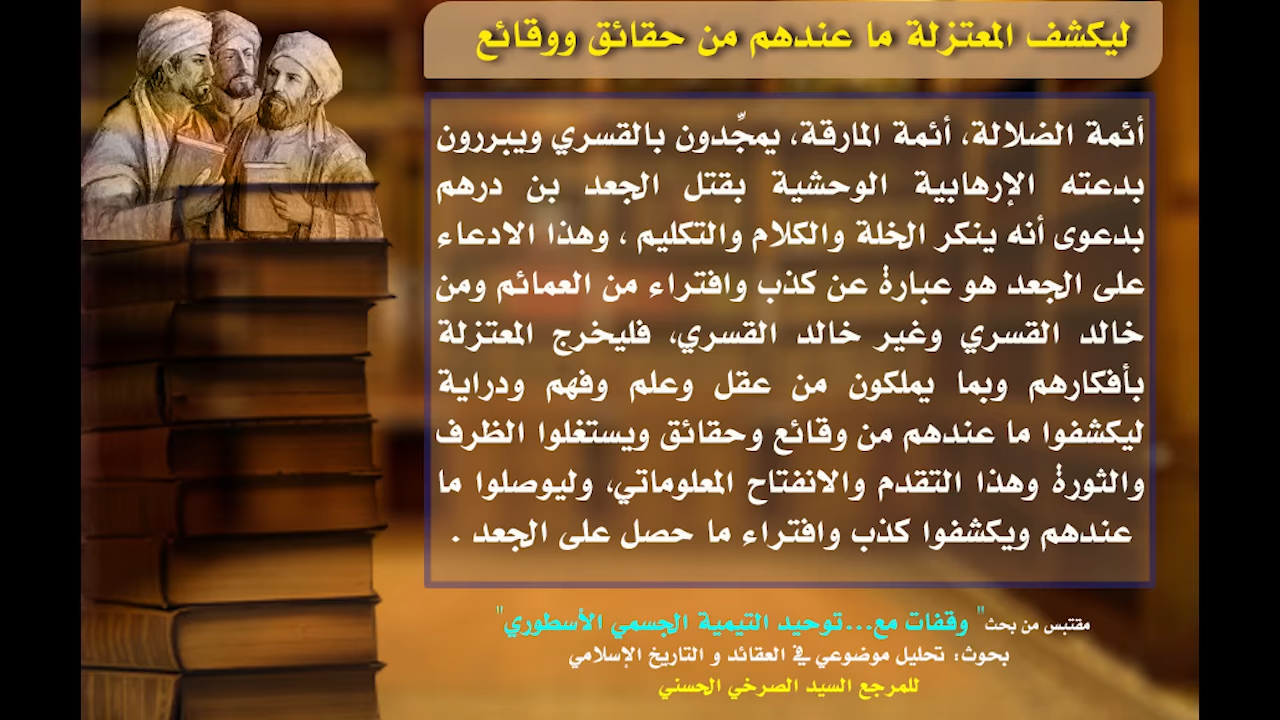 ليكشف المعتزلة ما عندهم من حقائق ووقائع
أئمة الضلالة، أئمة المارقة، يمجِّدون بالقسري ويبررون
بدعته الإرهابية الوحشية بقتل الجعد بن درهم
بدعوى أنه ينكر الخلة والكلام والتكليم ، وهذا الادعاء
على الجعد هو عبارة عن كذب وافتراء من العمائم ومن
خالد القسري وغير خالد القسري، فليخرج المعتزلة
بأفكارهم وبما يملكون من عقل وعلم وفهم ودراية
ليكشفوا ما عندهم من وقائع وحقائق ويستغلوا الظرف
والثورة وهذا التقدم والانفتاح المعلوماتي، وليوصلوا ما
عندهم ويكشفوا كذب وافتراء ما حصل على الجعد .
مقتبس من بحث" وقفات مع...توحيد التيمية الجسمي الأسطوري"
بحوث: تحليل موضوعي في العقائد و التاريخ الإسلامي
للمرجع السيد الصرخي الحسني